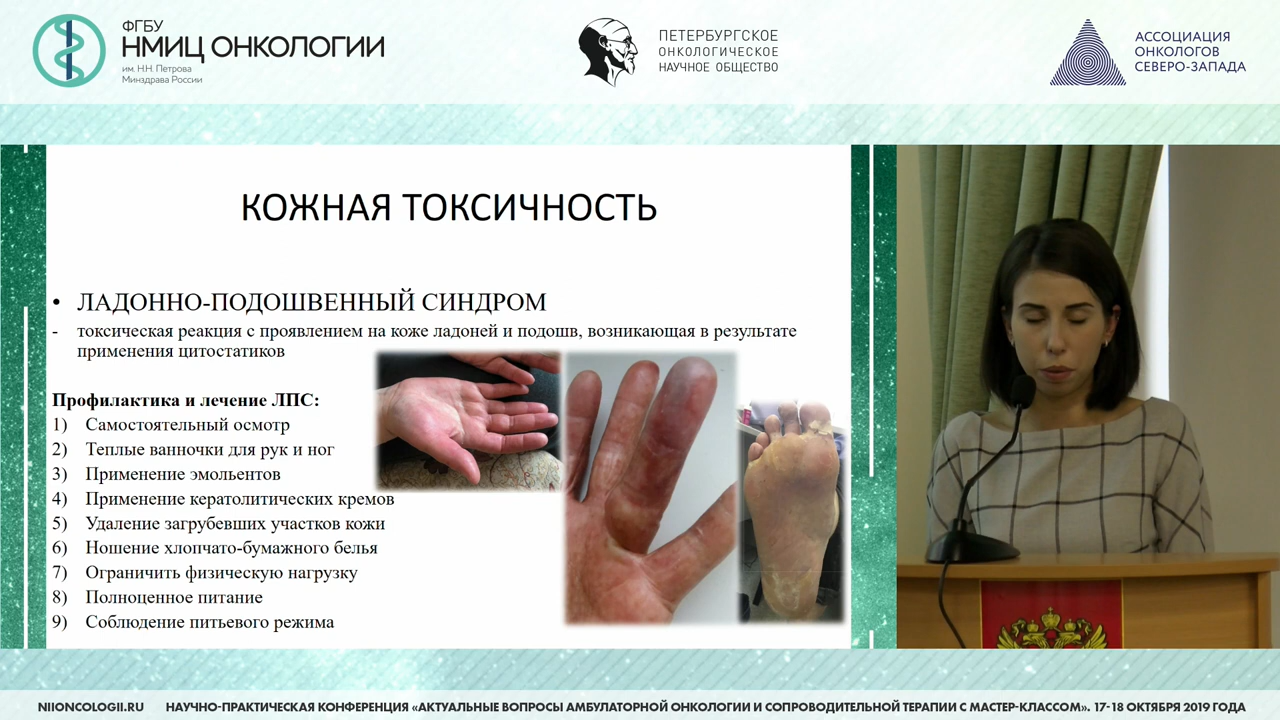 ФГБУ
НМИЦ ОНКОЛОГИИ
им. Н.Н. Петрова
Минздрава России
ПЕТЕРБУРГСКОЕ
ОНКОЛОГИЧЕСКОЕ
НАУЧНОЕ ОБЩЕСТВО
АССОЦИАЦИЯ
ОНКОЛОГОВ
СЕВЕРО-ЗАПАДА
КОЖНАЯ ТОКСИЧНОСТЬ
• ЛАДОННО-ПОДОШВЕННЫЙ СИНДРОМ
- токсическая реакция с проявлением на коже ладоней и подошв, возникающая в результате
применения цитостатиков
Профилактика и лечение ЛПС:
1) Самостоятельный осмотр
2) Теплые ванночки для рук и ног
3) Применение эмольентов
4) Применение кератолитических кремов
5) Удаление загрубевших участков кожи
6) Ношение хлопчато-бумажного белья
7) Ограничить физическую нагрузку
8) Полноценное питание
9) Соблюдение питьевого режима
NIIONCOLOGII.RU НАУЧНО-ПРАКТИЧЕСКАЯ КОНФЕРЕНЦИЯ «АКТУАЛЬНЫЕ ВОПРОСЫ АМБУЛАТОРНОЙ ОНКОЛОГИИ И СОПРОВОДИТЕЛЬНОЙ ТЕРАПИИ С МАСТЕР-КЛАССОМ». 17-18 ОКТЯБРЯ 2019 ГОДА